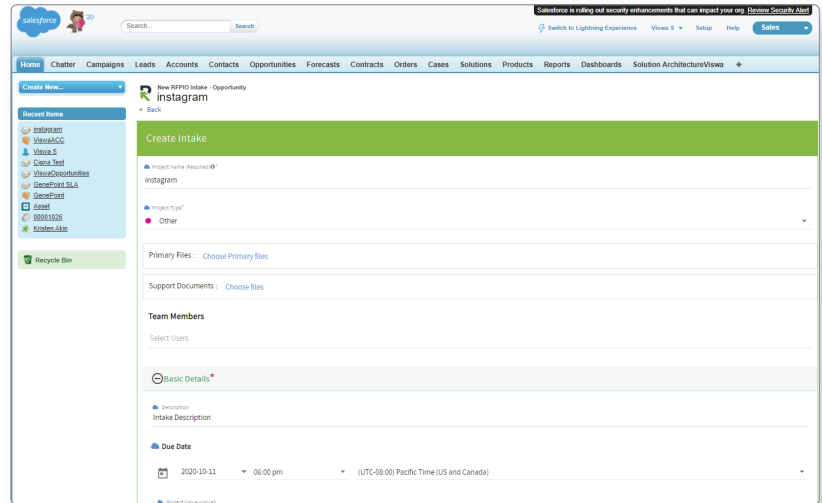 Salesforce is rolling out security enhancements that can impact your org. Review Security Alert
salesforce
'20
Search...
Search
Switch to Lightning Experience
Viswa S
Setup
Help
Sales
Home Chatter Campaigns Leads Accounts Contacts Opportunities Forecasts Contracts Orders Cases Solutions Products Reports Dashboards Solution ArchitectureViswa +
Create New...
Recent Items
instagram
ViswaACC
Viswa S
Cigna Test
ViswaOpportunities
GenePoint SLA
GenePoint
Asset
00001026
Kristen Akin
Recycle Bin
New RFPIO Intake - Opportunity
instagram
Back
Create Intake
Project Name (Required)*
instagram
Project Type*
Other
Primary Files : Choose Primary files
Support Documents : Choose files
Team Members
Select Users
Basic Details*
Description
Intake Description
Due Date
2020-10-11
06:00 pm
(UTC-08:00) Pacific Time (US and Canada)